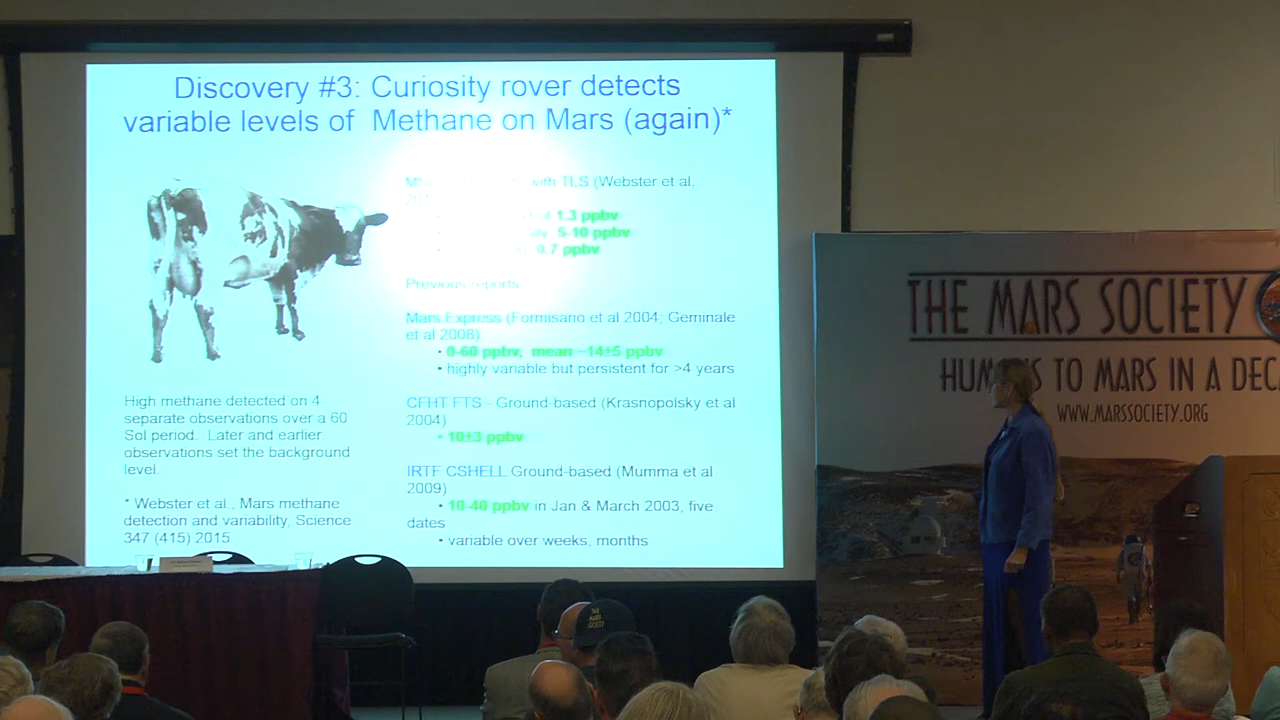 Discovery #3: Curiosity rover detects
variable levels of Methane on Mars (again)*
with TLS (Webster et al,
1.3 ppbv
5-10 ppbv
0.7 ppbv
Previous reports
Mars Express (Formisano et al 2004; Geminale
et al 2008)
• 0-60 ppbv; mean ~14±5 ppbv
• highly variable but persistent for >4 years
CFHT FTS - Ground-based (Krasnopolsky et al
2004)
• 10±3 ppbv
IRTF CSHELL Ground-based (Mumma et al
2009)
• 10-40 ppbv in Jan & March 2003, five
dates
• variable over weeks, months
High methane detected on 4
separate observations over a 60
Sol period. Later and earlier
observations set the background
level.
* Webster et al., Mars methane
detection and variability, Science
347 (415) 2015
THE MARS SOCIETY
TO MARS IN A
WWW.MARSSOCIETY.ORG
THE
MARS
SOCIETY